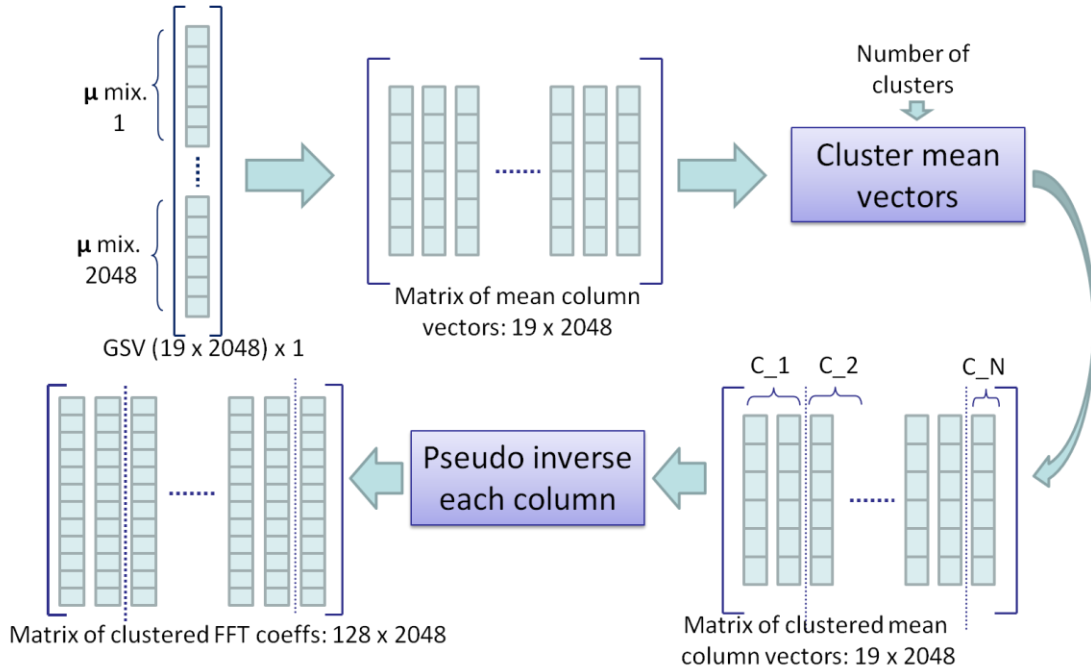 μ mix.
1
μ mix.
2048
GSV (19 x 2048) x 1
Matrix of mean column
vectors: 19 x 2048
Number of
clusters
Cluster mean
vectors
C_1
C_2
C_N
Matrix of clustered mean
column vectors: 19 x 2048
Pseudo inverse
each column
Matrix of clustered FFT coeffs: 128 x 2048